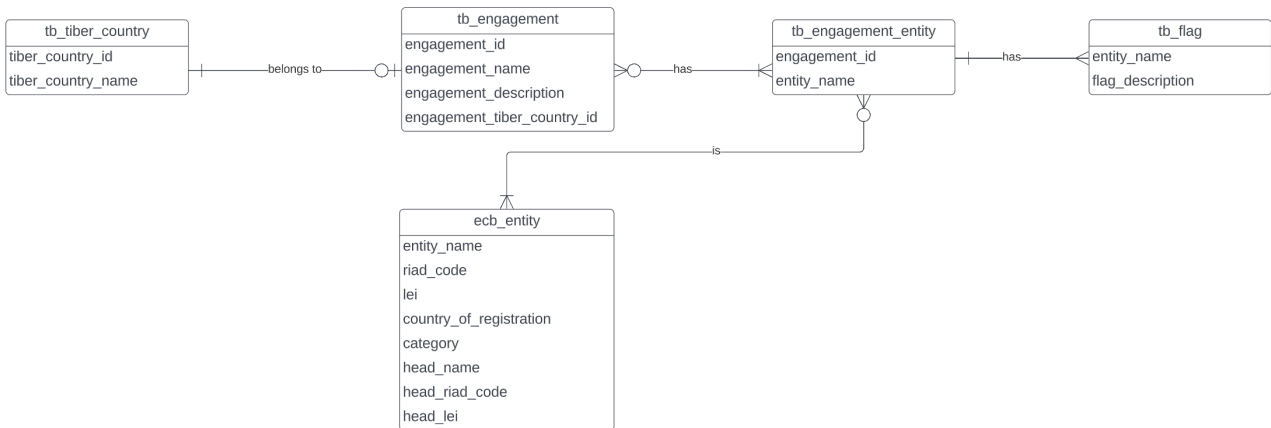 tb_tiber_country
tiber_country_id
tiber_country_name
belongs to
tb_engagement
engagement_id
engagement_name
engagement_description
engagement_tiber_country_id
has
tb_engagement_entity
engagement_id
entity_name
has
tb_flag
entity_name
flag_description
is
ecb_entity
entity_name
riad_code
lei
country_of_registration
category
head_name
head_riad_code
head_lei